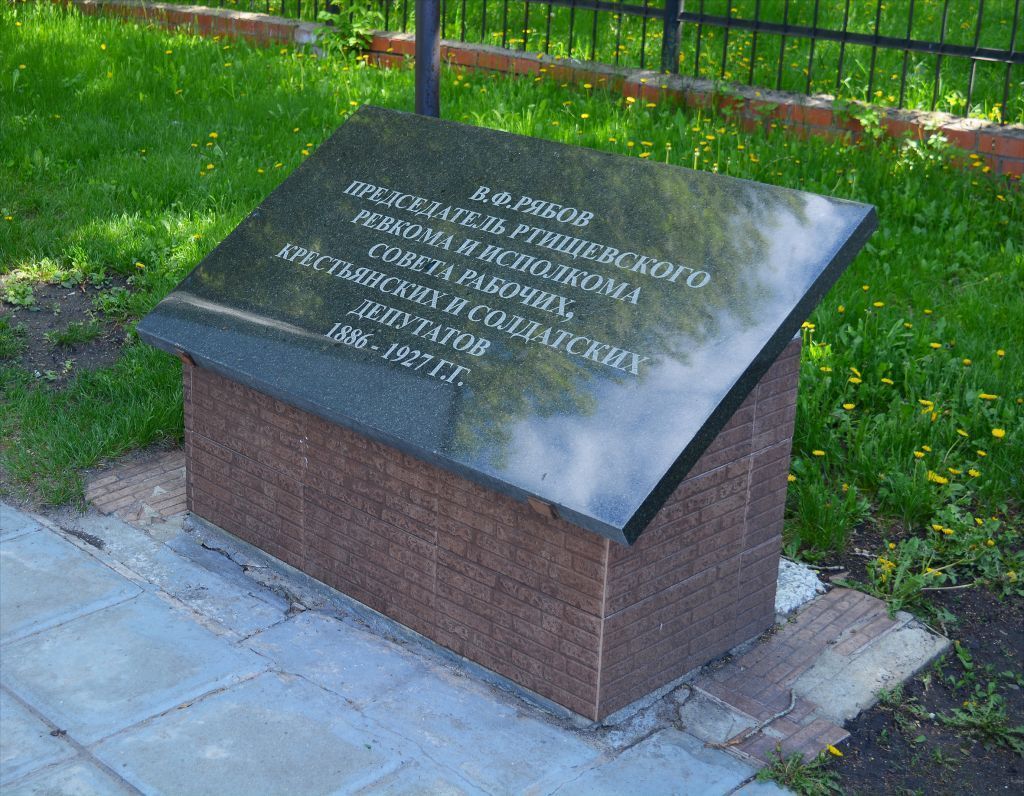 В.Ф.РЯБОВ
ПРЕДСЕДАТЕЛЬ РТИЩЕВСКОГО
РЕВКОМА И ИСПОЛКОМА
СОВЕТА РАБОЧИХ,
КРЕСТЬЯНСКИХ И СОЛДАТСКИХ
ДЕПУТАТОВ
1886 - 1927 Г.Г.